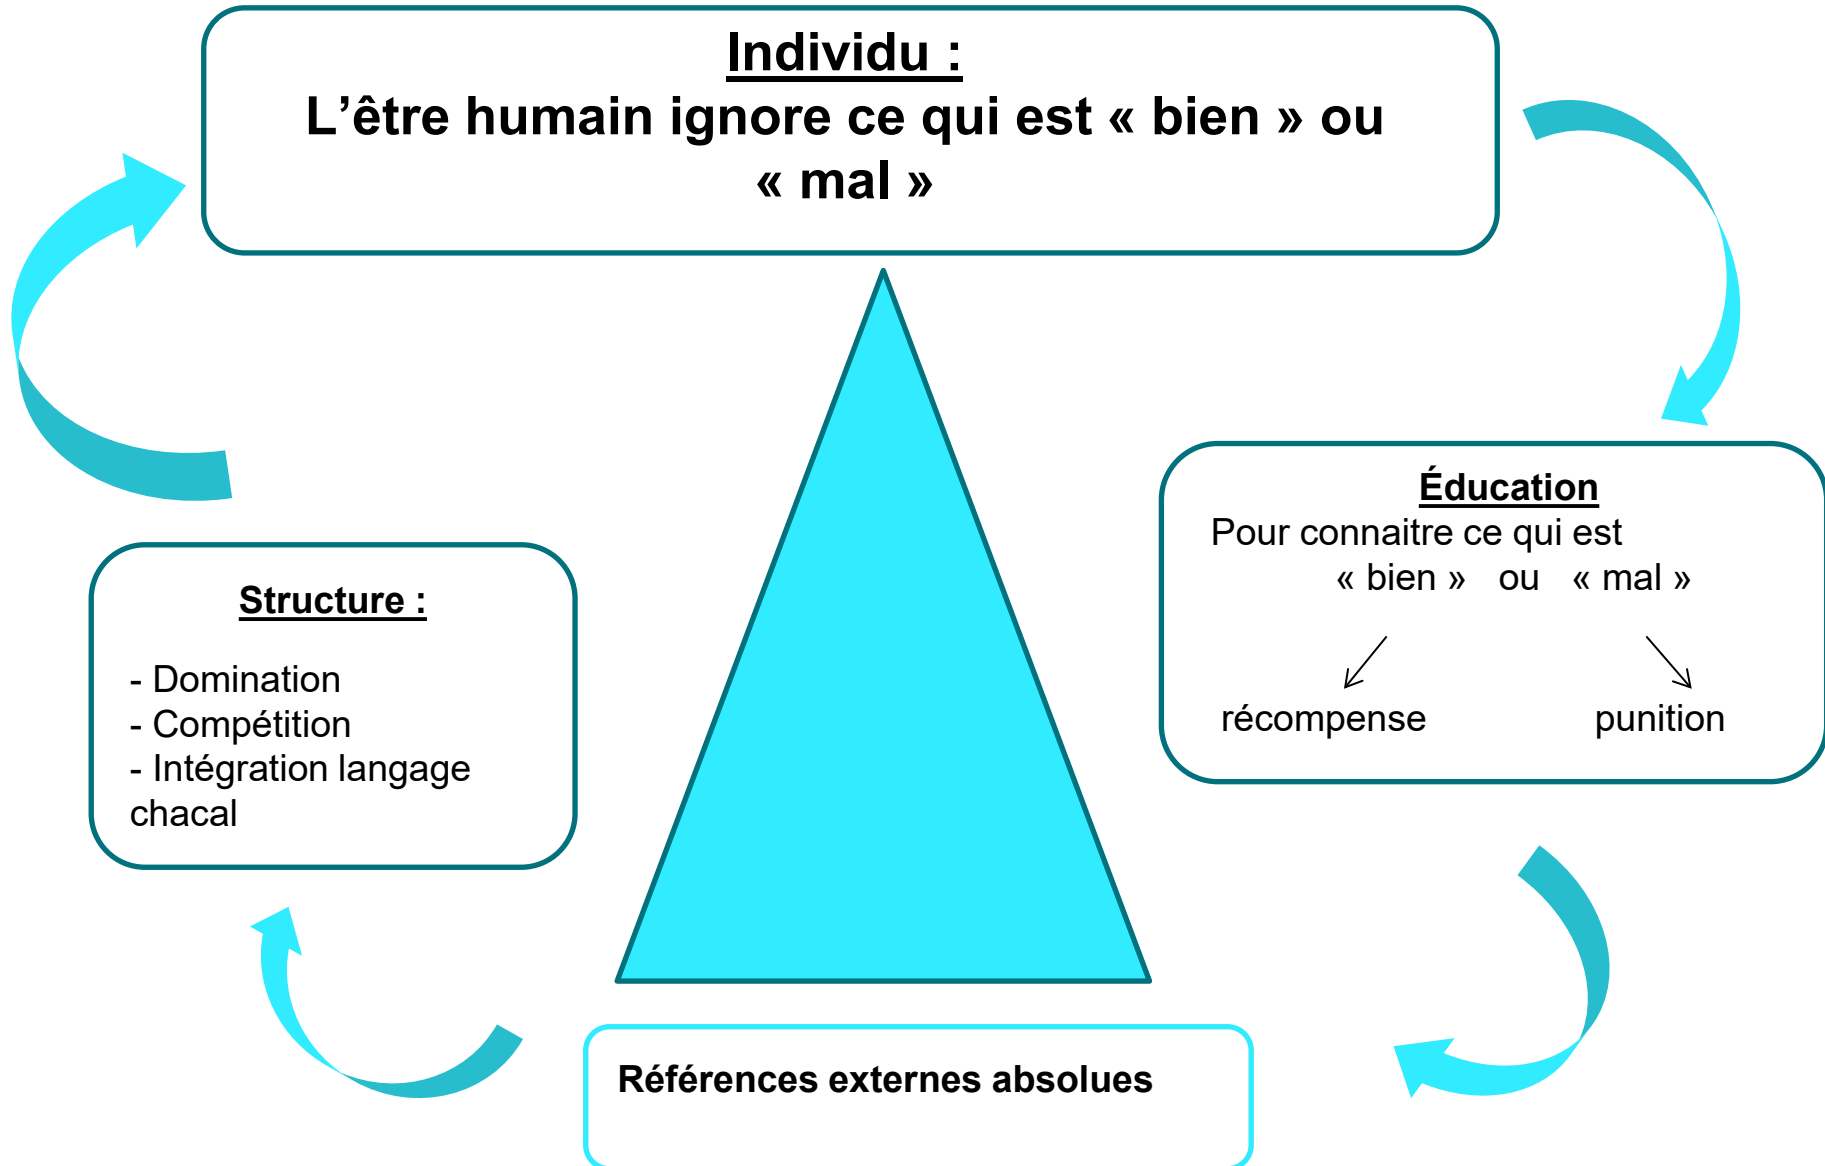 Individu :
L’être humain ignore ce qui est « bien » ou
« mal »
Éducation
Pour connaitre ce qui est
« bien » ou « mal »
récompense punition
Structure :
- Domination
- Compétition
- Intégration langage
chacal
Références externes absolues